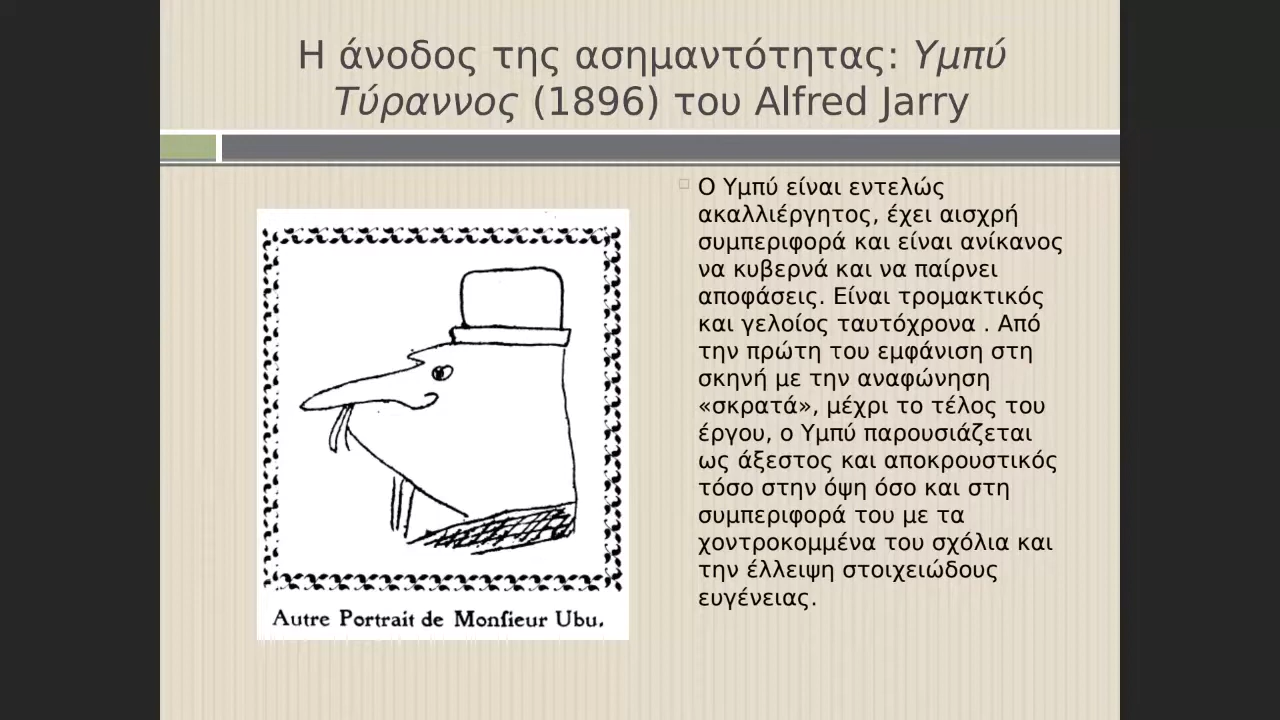 Η άνοδος της ασημαντότητας: Υμπύ
Τύραννος (1896) του Alfred Jarry
Ο Υμπύ είναι εντελώς
ακαλλιέργητος, έχει αισχρή
συμπεριφορά και είναι ανίκανος
να κυβερνά και να παίρνει
αποφάσεις. Είναι τρομακτικός
και γελοίος ταυτόχρονα . Από
την πρώτη του εμφάνιση στη
σκηνή με την αναφώνηση
«σκρατά», μέχρι το τέλος του
έργου, ο Υμπύ παρουσιάζεται
ως άξεστος και αποκρουστικός
τόσο στην όψη όσο και στη
συμπεριφορά του με τα
χοντροκομμένα του σχόλια και
την έλλειψη στοιχειώδους
ευγένειας.
Autre Portrait de Monſieur Ubu.